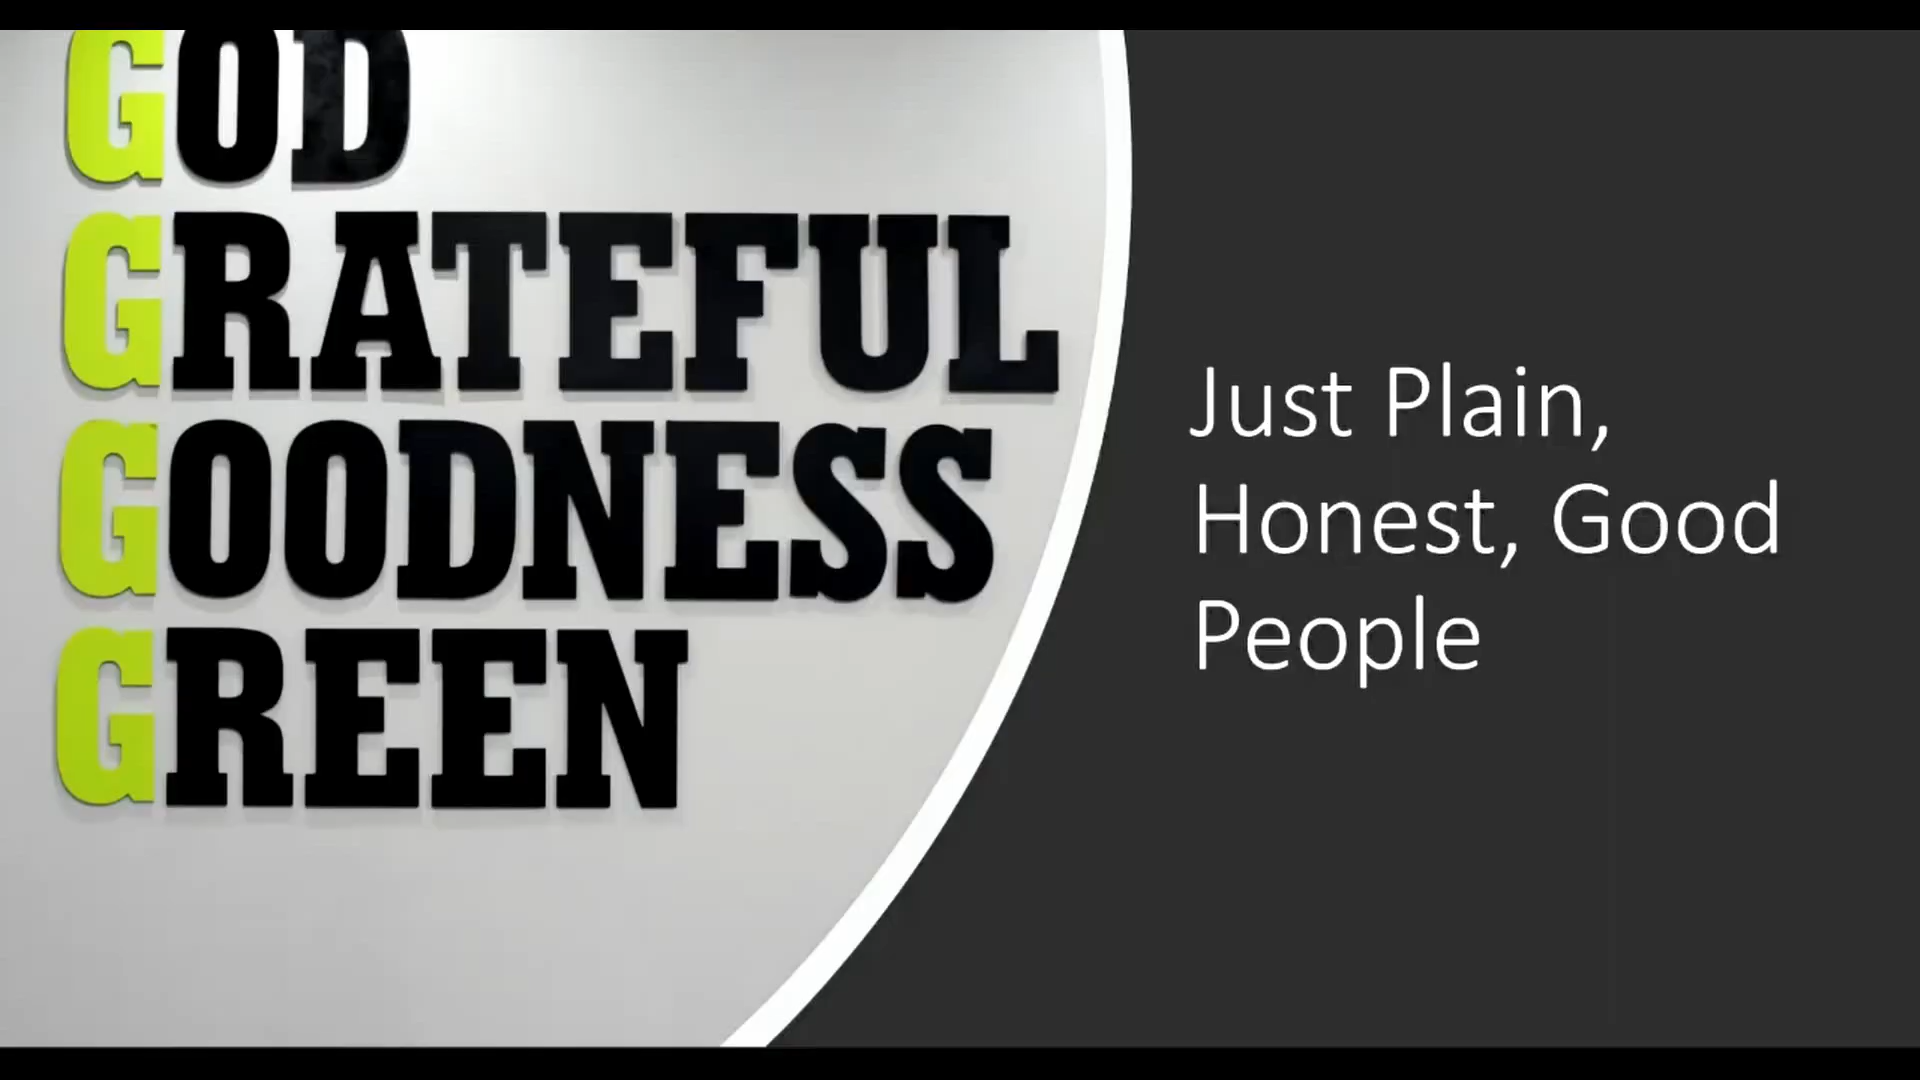 GOD
GRATEFUL
GOODNESS
GREEN
Just Plain,
Honest, Good
People